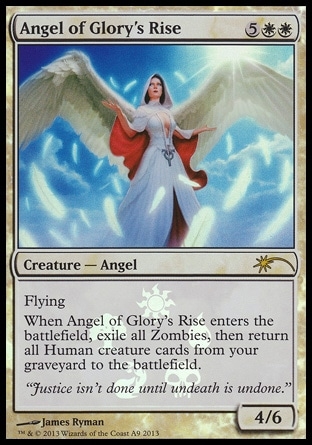 Angel of Glory's Rise 5
Creature — Angel
Flying
When Angel of Glory's Rise enters the
battlefield, exile all Zombies, then return
all Human creature cards from your
graveyard to the battlefield.
"Justice isn't done until undeath is undone."
James Ryman
™ & © 2013 Wizards of the Coast A9 2013
4/6